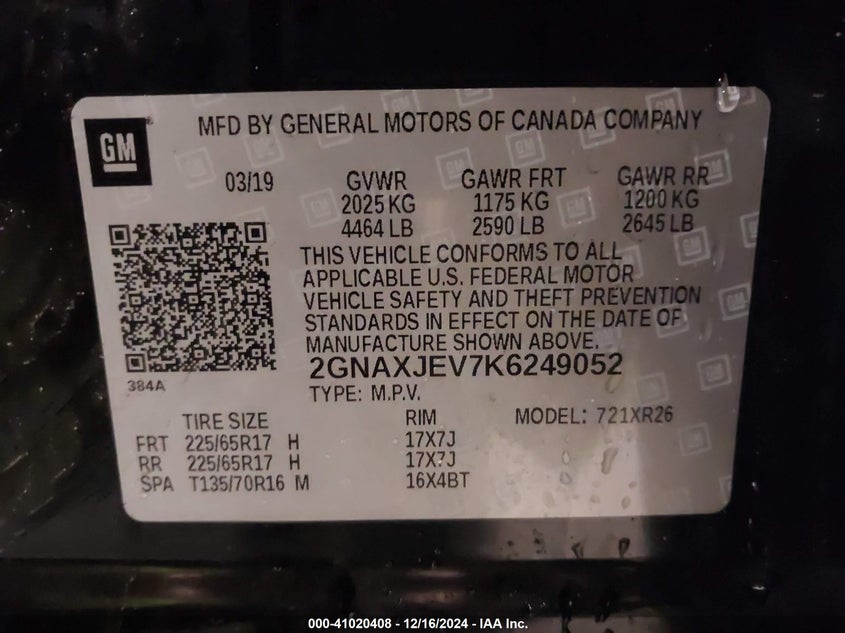 GM
MFD BY GENERAL MOTORS OF CANADA COMPANY
03/19 GVWR GAWR FRT GAWR RR
2025 KG 1175 KG 1200 KG
4464 LB 2590 LB 2645 LB
THIS VEHICLE CONFORMS TO ALL
APPLICABLE U.S. FEDERAL MOTOR
VEHICLE SAFETY AND THEFT PREVENTION
STANDARDS IN EFFECT ON THE DATE OF
MANUFACTURE SHOWN ABOVE.
2GNAXJEV7K6249052
384A
TYPE: M.P.V.
TIRE SIZE RIM MODEL: 721XR26
FRT 225/65R17 H 17X7J
RR 225/65R17 H 17X7J
SPA T135/70R16 M 16X4BT
000-41020408 - 12/16/2024 - IAA Inc.